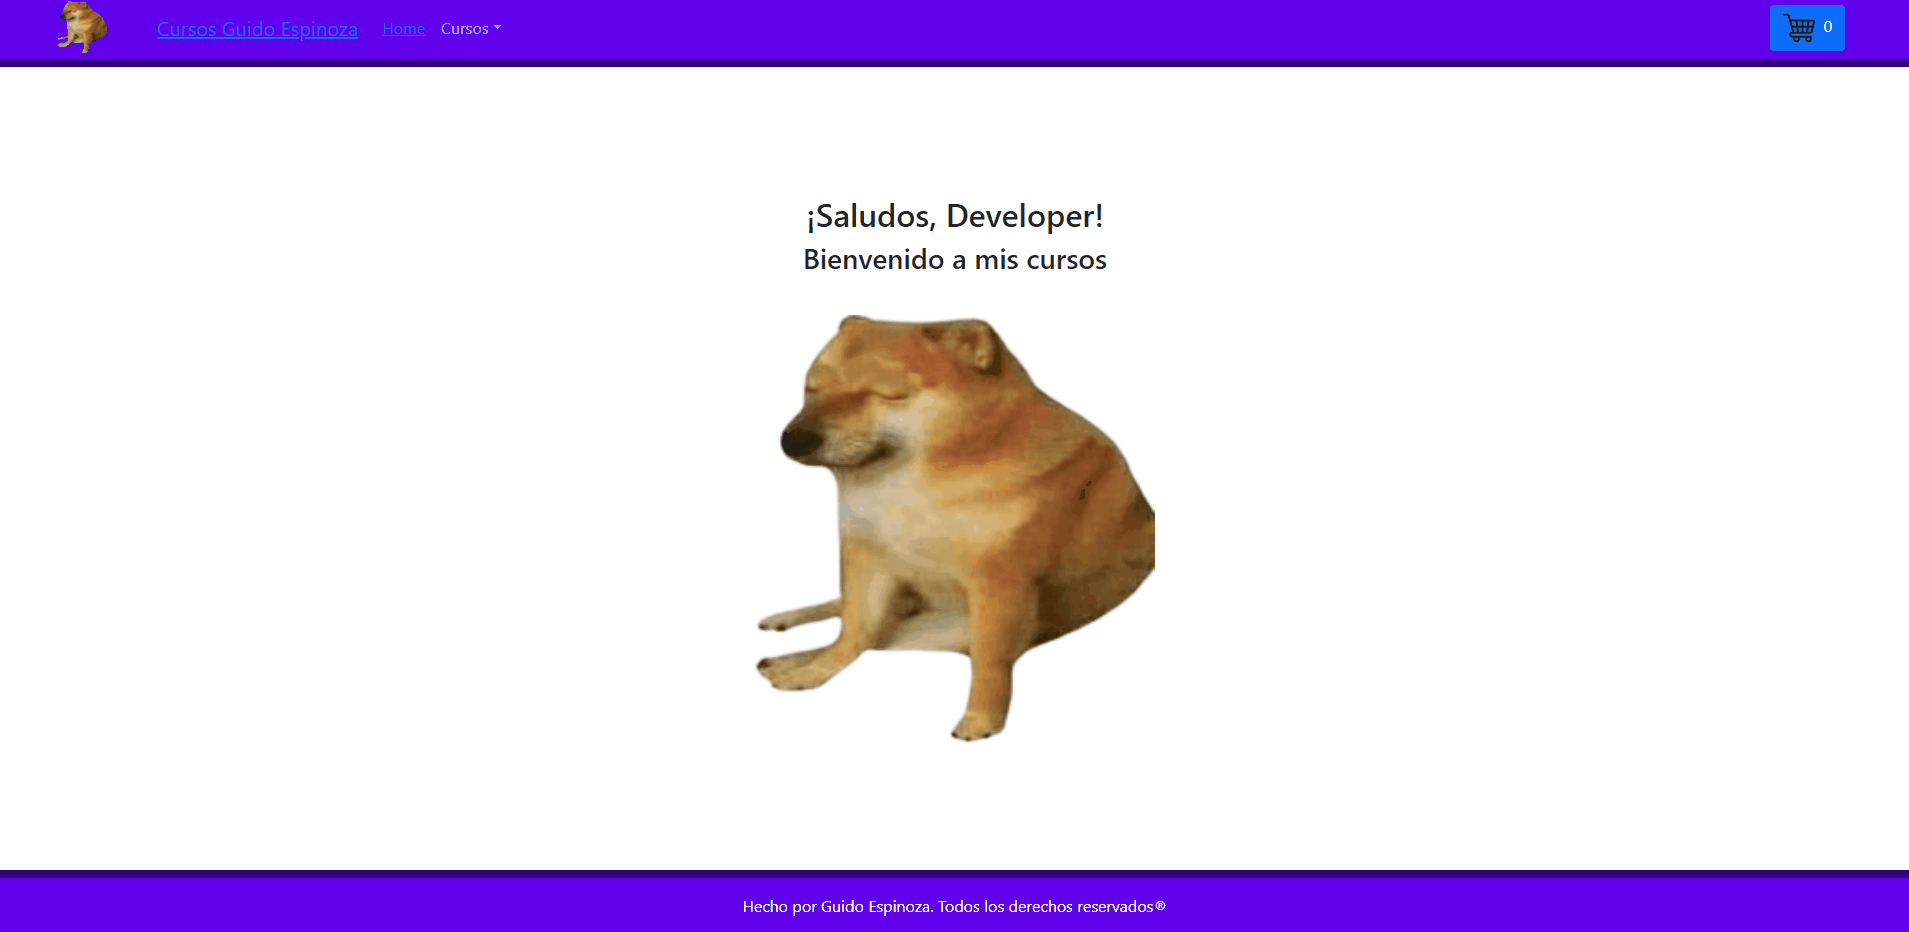 Cursos Guido Espinoza Home Cursos 0
¡Saludos, Developer!
Bienvenido a mis cursos
Hecho por Guido Espinoza. Todos los derechos reservados®